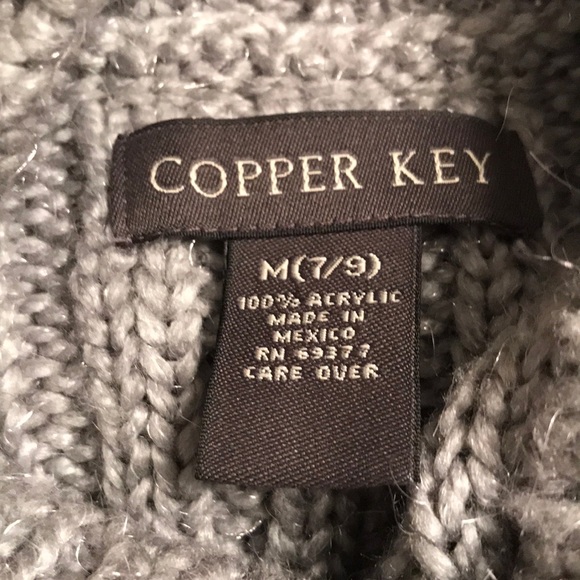 COPPER KEY
M(7/9)
100% ACRYLIC
MADE IN
MEXICO
RN 69377
CARE OVER